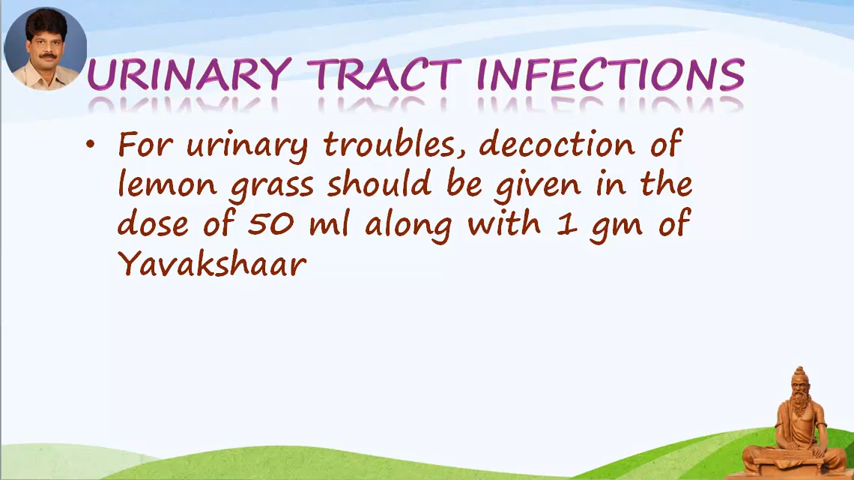 URINARY TRACT INFECTIONS
• For urinary troubles, decoction of
lemon grass should be given in the
dose of 50 ml along with 1 gm of
Yavakshaar